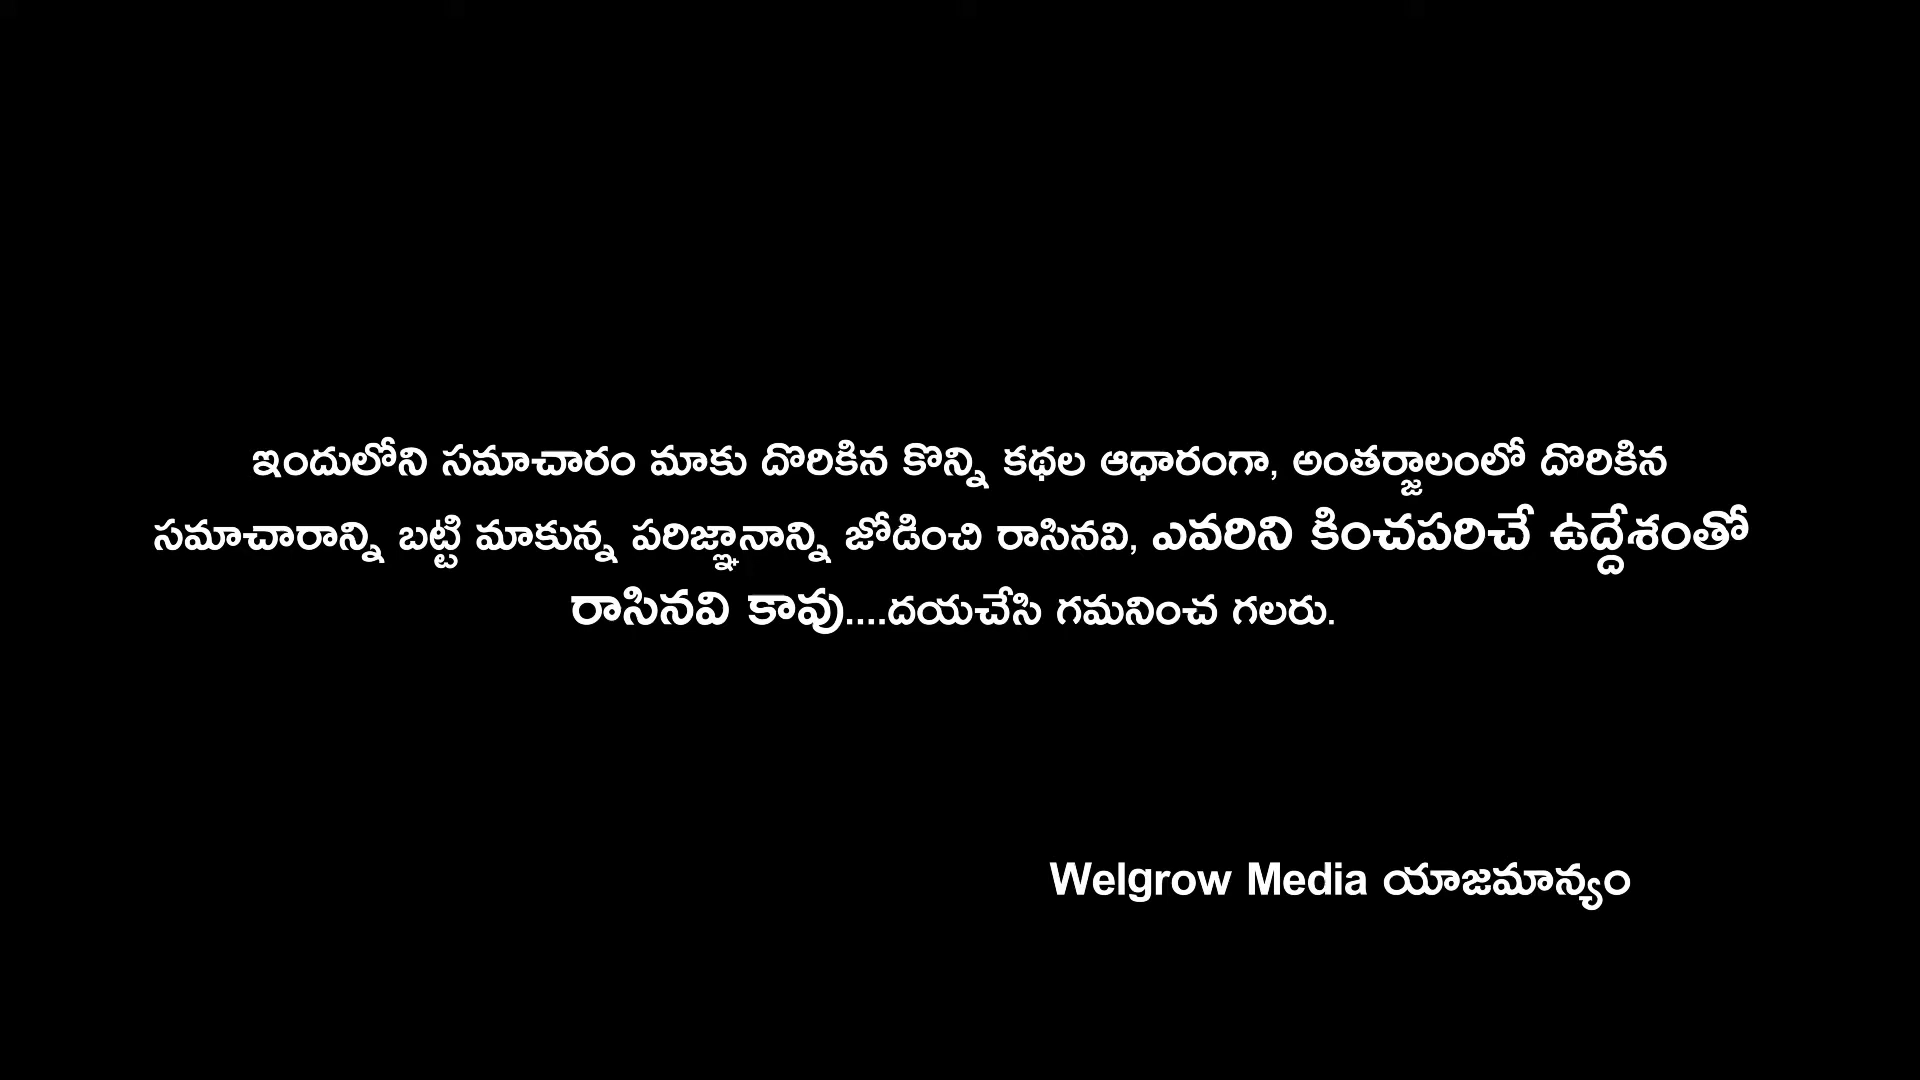 ఇందులోని సమాచారం మాకు దొరికిన కొన్ని కథల ఆధారంగా, అంతర్జాలంలో దొరికిన
సమాచారాన్ని బట్టి మాకున్న పరిజ్ఞానాన్ని జోడించి రాసినవి, ఎవరిని కించపరిచే ఉద్దేశంతో
రాసినవి కావు....దయచేసి గమనించ గలరు.
Welgrow Media యాజమాన్యం